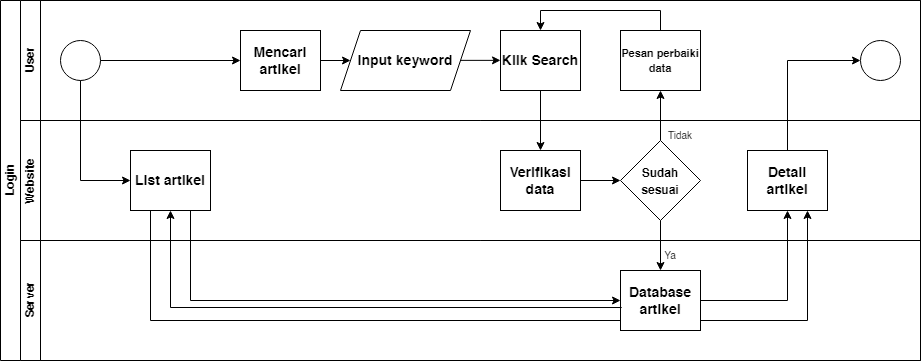 Login
User
Mencari
artikel
Input keyword
Klik Search
Pesan perbaiki
data
Tidak
Website
List artikel
Verifikasi
data
Sudah
sesuai
Detail
artikel
Ya
Server
Database
artikel